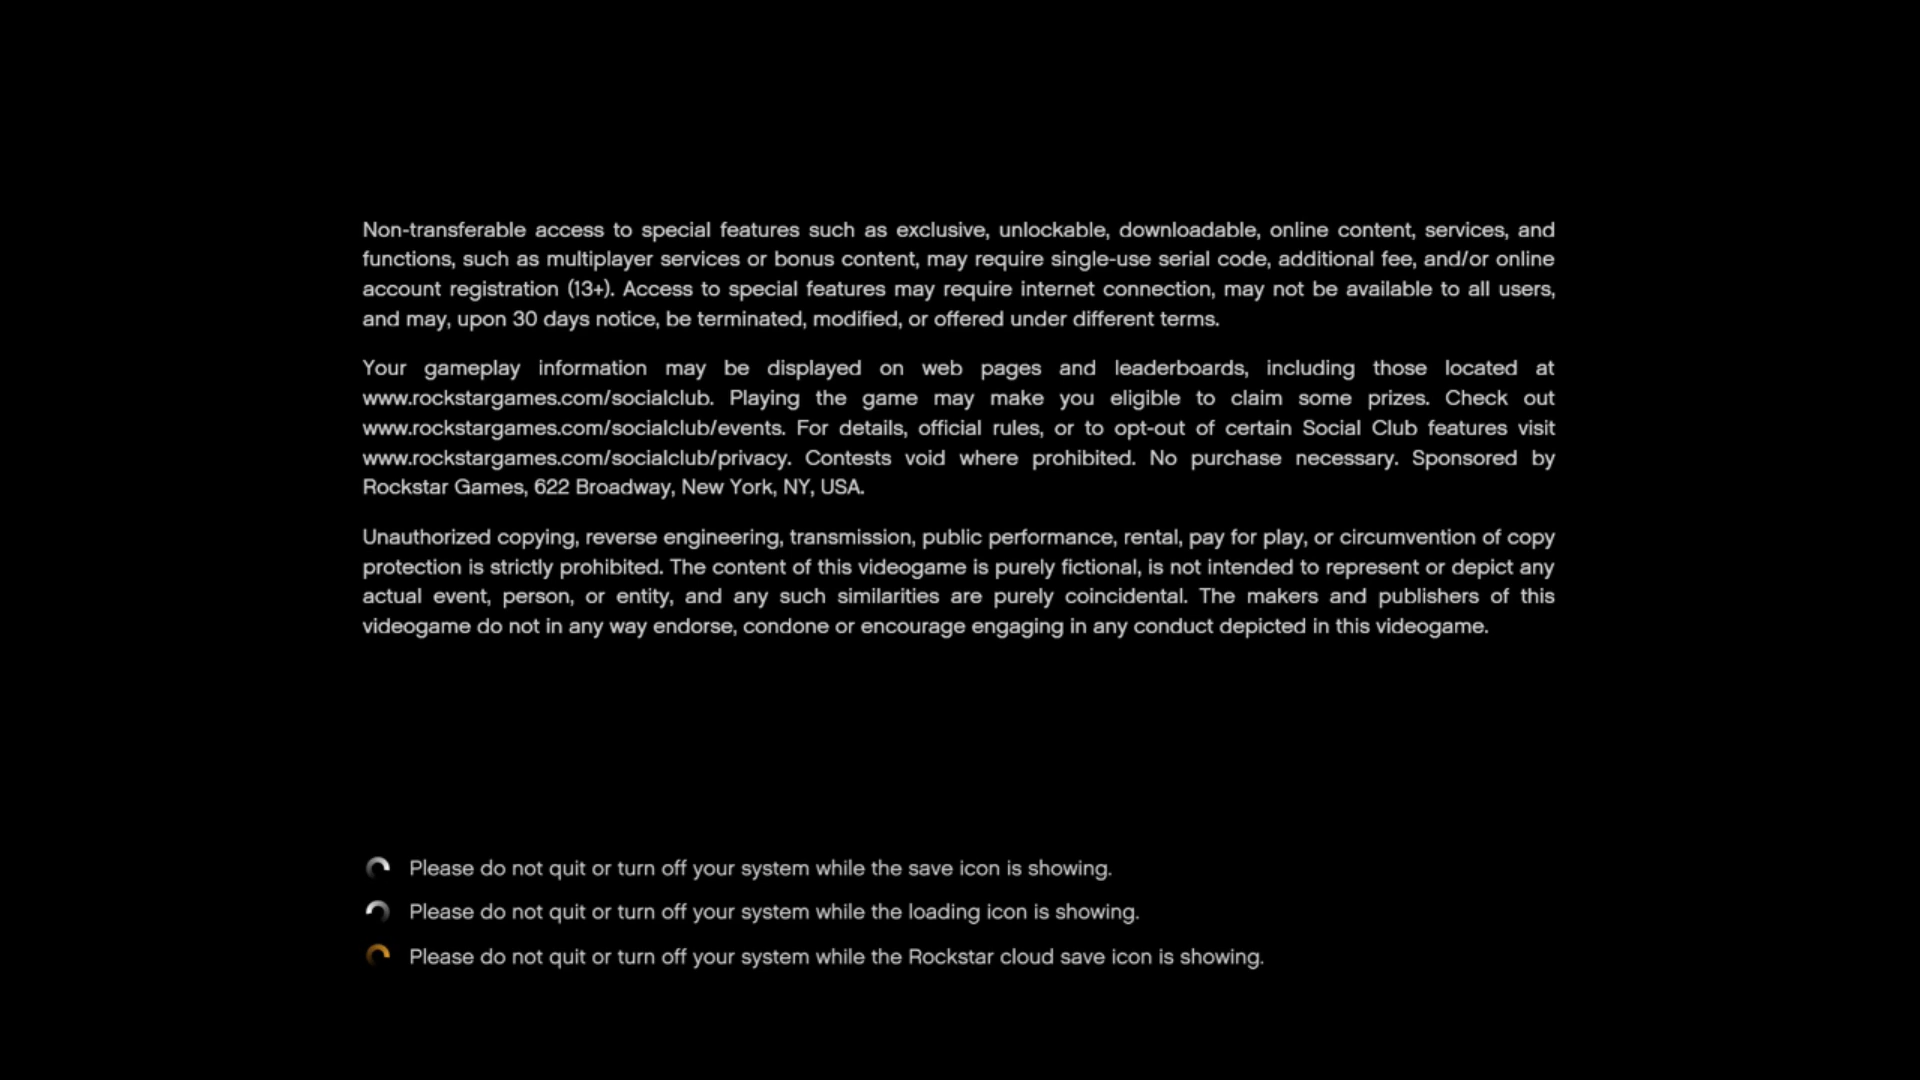 Non-transferable access to special features such as exclusive, unlockable, downloadable, online content, services, and
functions, such as multiplayer services or bonus content, may require single-use serial code, additional fee, and/or online
account registration (13+). Access to special features may require internet connection, may not be available to all users,
and may, upon 30 days notice, be terminated, modified, or offered under different terms.
Your gameplay information may be displayed on web pages and leaderboards, including those located at
www.rockstargames.com/socialclub. Playing the game may make you eligible to claim some prizes. Check out
www.rockstargames.com/socialclub/events. For details, official rules, or to opt-out of certain Social Club features visit
www.rockstargames.com/socialclub/privacy. Contests void where prohibited. No purchase necessary. Sponsored by
Rockstar Games, 622 Broadway, New York, NY, USA.
Unauthorized copying, reverse engineering, transmission, public performance, rental, pay for play, or circumvention of copy
protection is strictly prohibited. The content of this videogame is purely fictional, is not intended to represent or depict any
actual event, person, or entity, and any such similarities are purely coincidental. The makers and publishers of this
videogame do not in any way endorse, condone or encourage engaging in any conduct depicted in this videogame.
Please do not quit or turn off your system while the save icon is showing.
Please do not quit or turn off your system while the loading icon is showing.
Please do not quit or turn off your system while the Rockstar cloud save icon is showing.